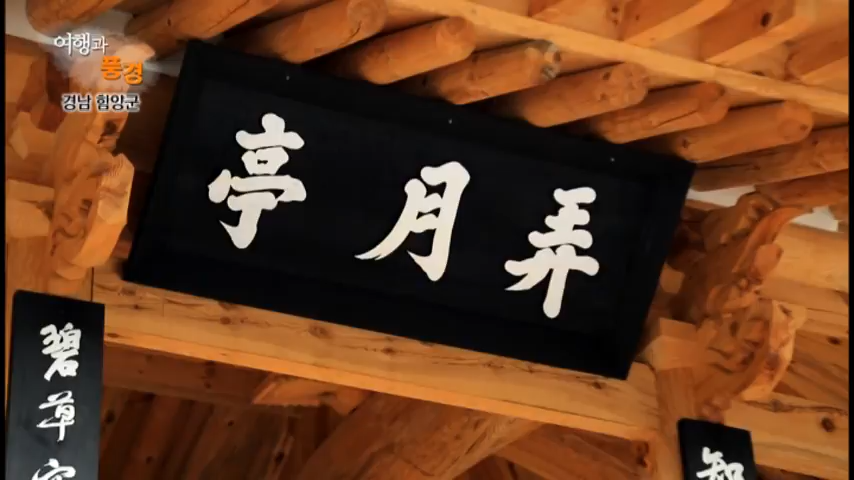 여행과
풍경
경남 함양군
弄月亭
碧草